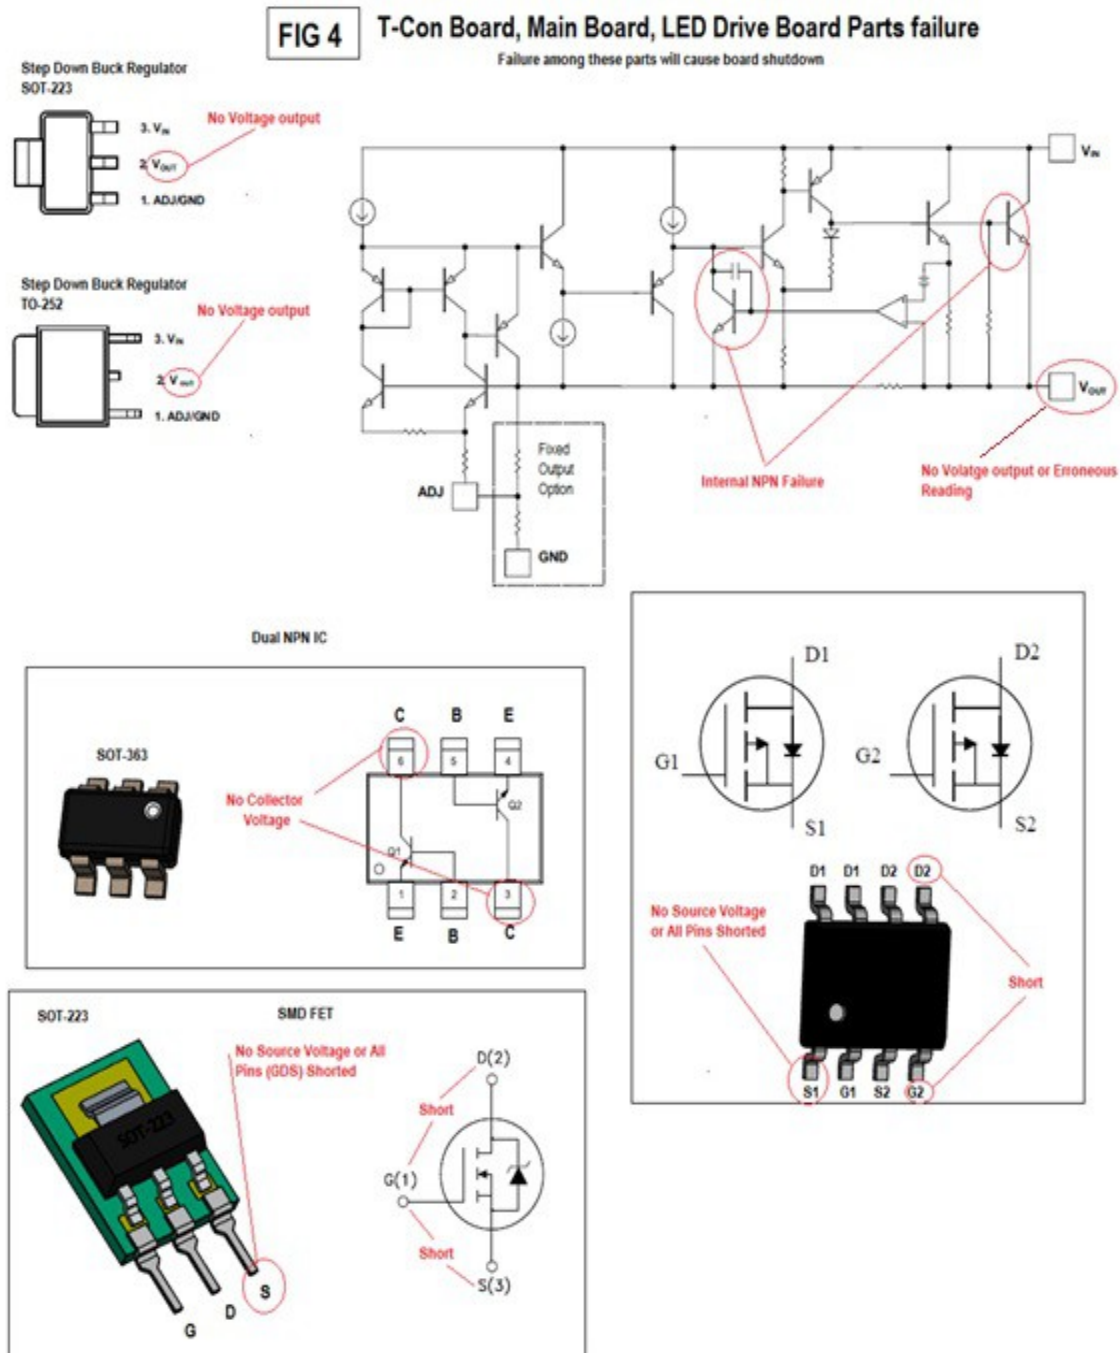 FIG 4
T-Con Board, Main Board, LED Drive Board Parts failure
Failure among these parts will cause board shutdown
Step Down Buck Regulator
SOT-223
No Voltage output
3. VIN
2. VOUT
1. ADJ/GND
Step Down Buck Regulator
TO-252
No Voltage output
3. VIN
2. VOUT
1. ADJ/GND
VIN
VOUT
Internal NPN Failure
No Volatge output or Erroneous
Reading
Fixed
Output
Option
ADJ
GND
Dual NPN IC
SOT-363
No Collector
Voltage
C B E
6 5 4
Q2
Q1
1 2 3
E B C
D1 D2
G1 G2
S1 S2
D1 D1 D2 D2
No Source Voltage
or All Pins Shorted
Short
S1 G1 S2 G2
SOT-223
SMD FET
No Source Voltage or All
Pins (GDS) Shorted
SOT-223
D(2)
Short
G(1)
Short
S(3)
S
D
G